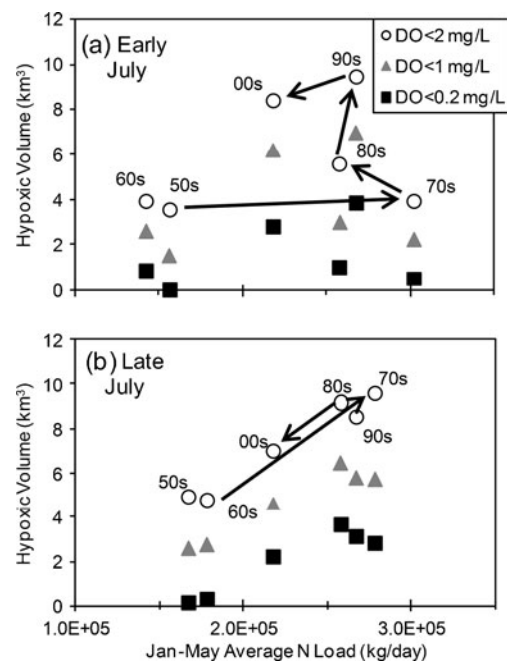 (a) Early
July
DO<2 mg/L
DO<1 mg/L
DO<0.2 mg/L
Hypoxic Volume (km³)
12
10
8
6
4
2
0
60s
50s
00s
90s
80s
70s
(b) Late
July
Hypoxic Volume (km³)
12
10
8
6
4
2
0
50s
60s
00s
80s
70s
90s
1.0E+05
2.0E+05
3.0E+05
Jan-May Average N Load (kg/day)